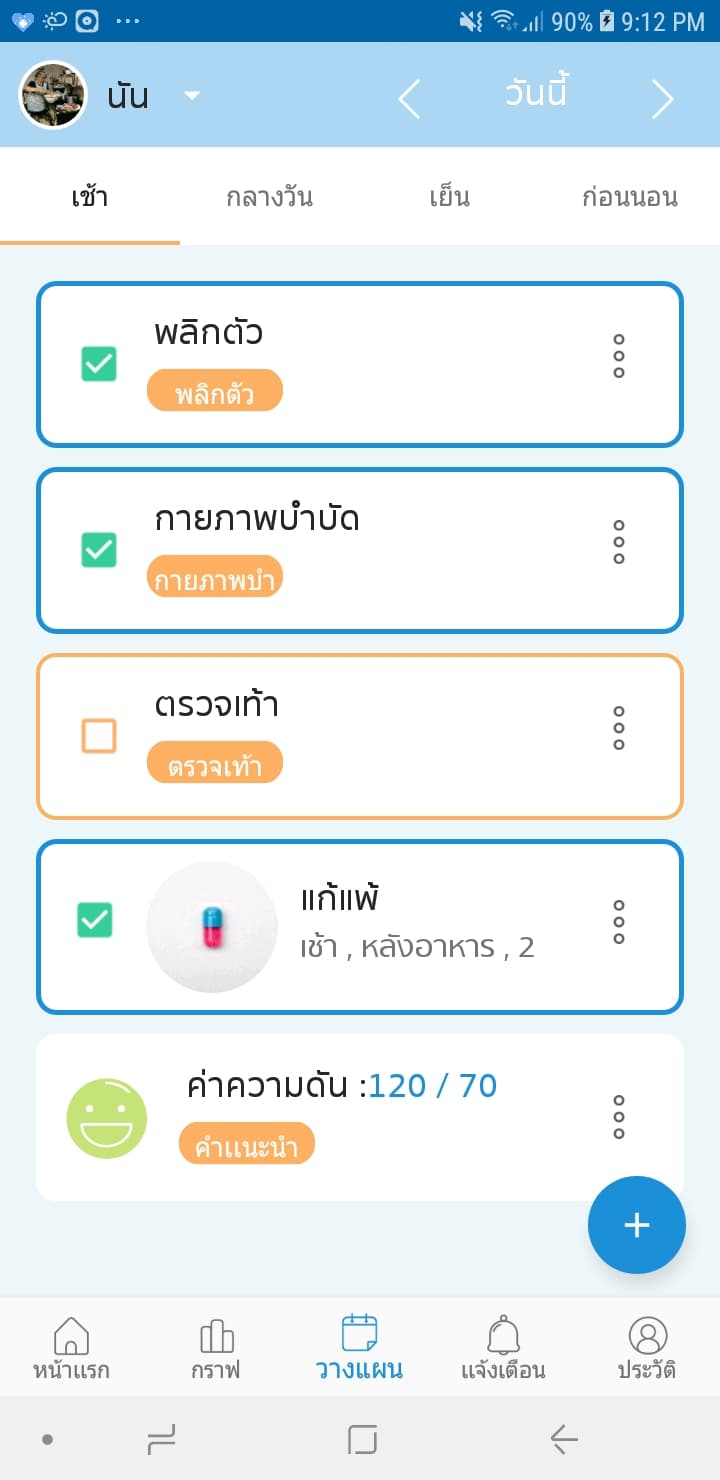 90% 9:12 PM
นัน วันนี้
เช้า กลางวัน เย็น ก่อนนอน
พลิกตัว
พลิกตัว
กายภาพบำบัด
กายภาพบำ
ตรวจเท้า
ตรวจเท้า
แก้แพ้
เช้า , หลังอาหาร , 2
ค่าความดัน :120 / 70
คำแนะนำ
+
หน้าแรก กราฟ วางแผน แจ้งเตือน ประวัติ